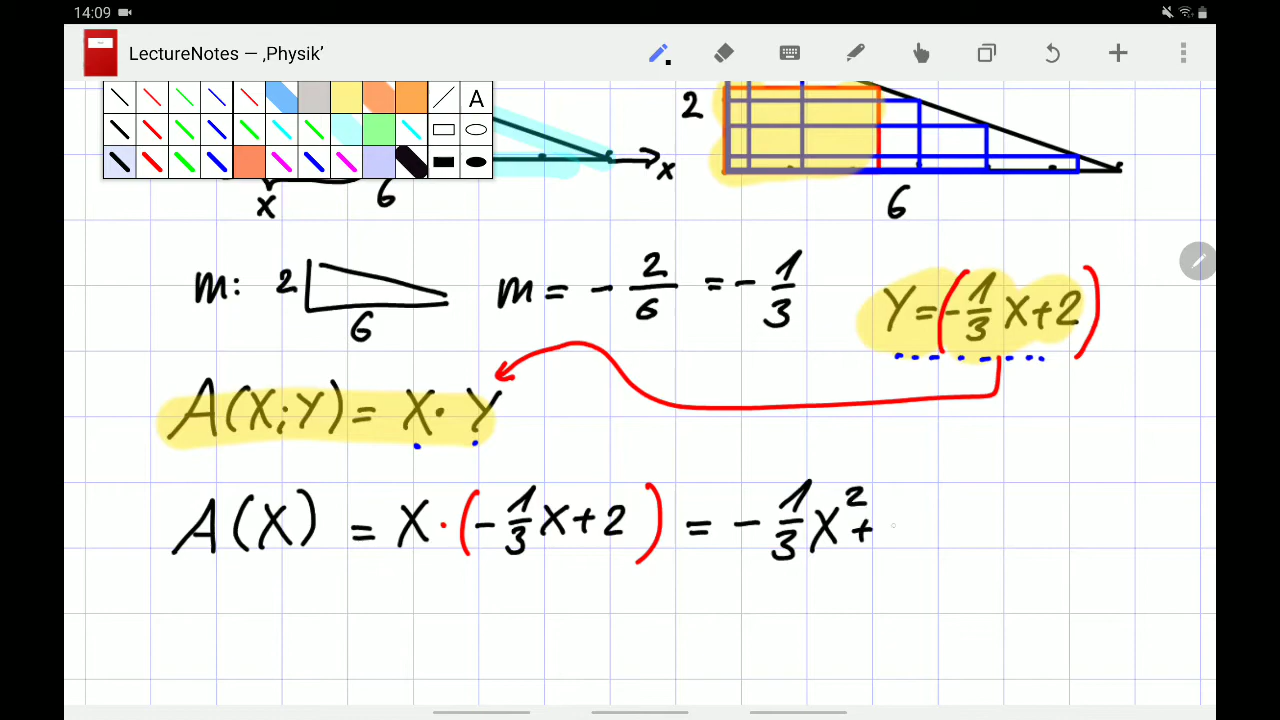 14:09
LectureNotes — ‚Physik‘
A
2
x
x 6
6
m: 2 6 m = - 2/6 = - 1/3
Y = (- 1/3 X + 2)
A(X;Y) = X · Y
A(X) = X · (- 1/3 X + 2) = - 1/3 X² +